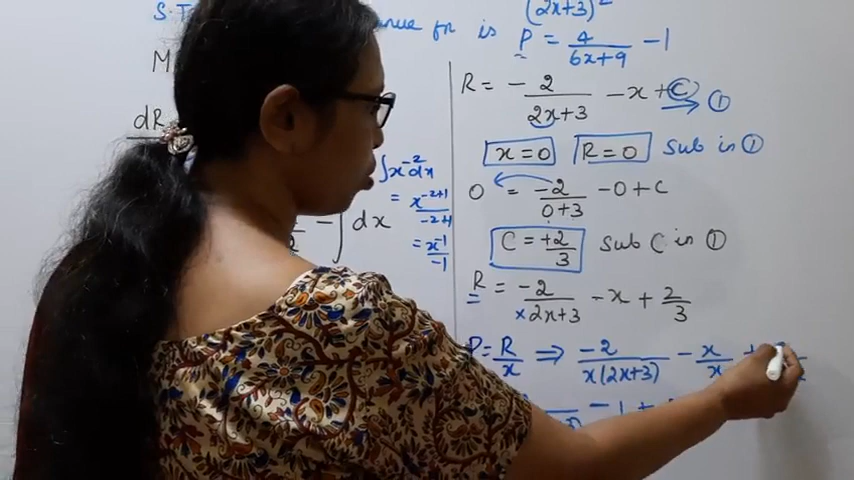 S.T
(2x+3)²
nue fn is P = 4/(6x+9) - 1
M
dR
- ∫ dx
∫x⁻²dx
= x⁻²⁺¹/(-2+1)
= x⁻¹/-1
R = - 2/(2x+3) - x + C → ①
x = 0 R = 0 Sub in ①
0 = -2/(0+3) - 0 + C
C = +2/3 Sub C in ①
R = -2/(2x+3) - x + 2/3
P = R/x ⇒ -2/(x(2x+3)) - x/x +
- 1 +